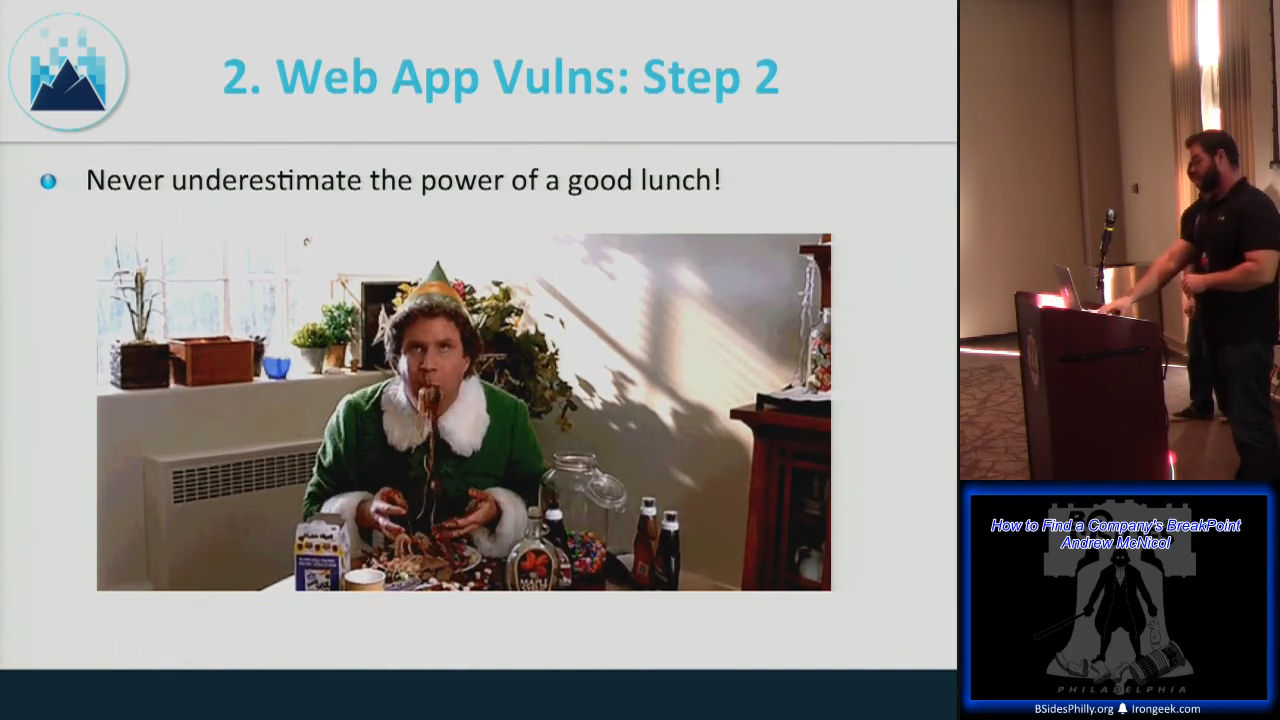 2. Web App Vulns: Step 2
Never underestimate the power of a good lunch!
MAPLE
How to Find a Company's BreakPoint
Andrew McNicol
PHILADELPHIA
BSidesPhilly.org Irongeek.com